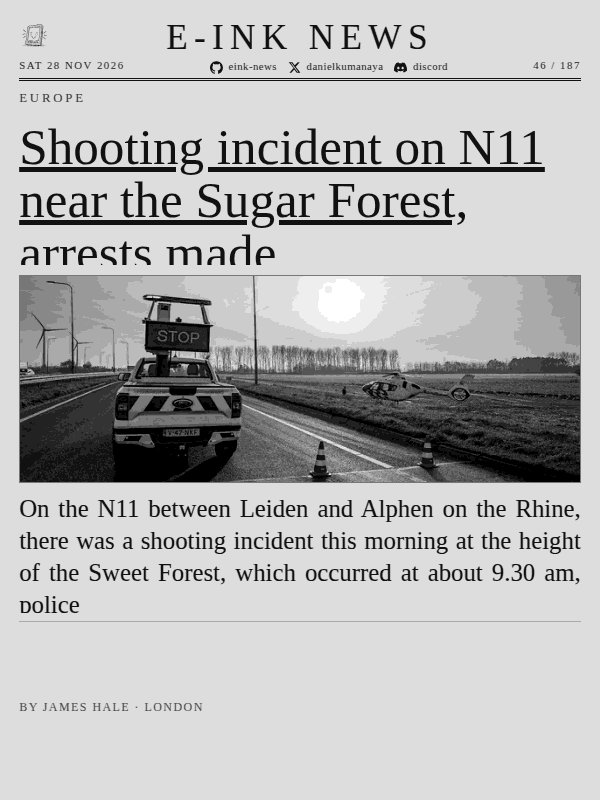 E-INK NEWS
SAT 28 NOV 2026
eink-news danielkumanaya discord
46 / 187
EUROPE
Shooting incident on N11
near the Sugar Forest,
arrests made
STOP
On the N11 between Leiden and Alphen on the Rhine,
there was a shooting incident this morning at the height
of the Sweet Forest, which occurred at about 9.30 am,
police
BY JAMES HALE · LONDON